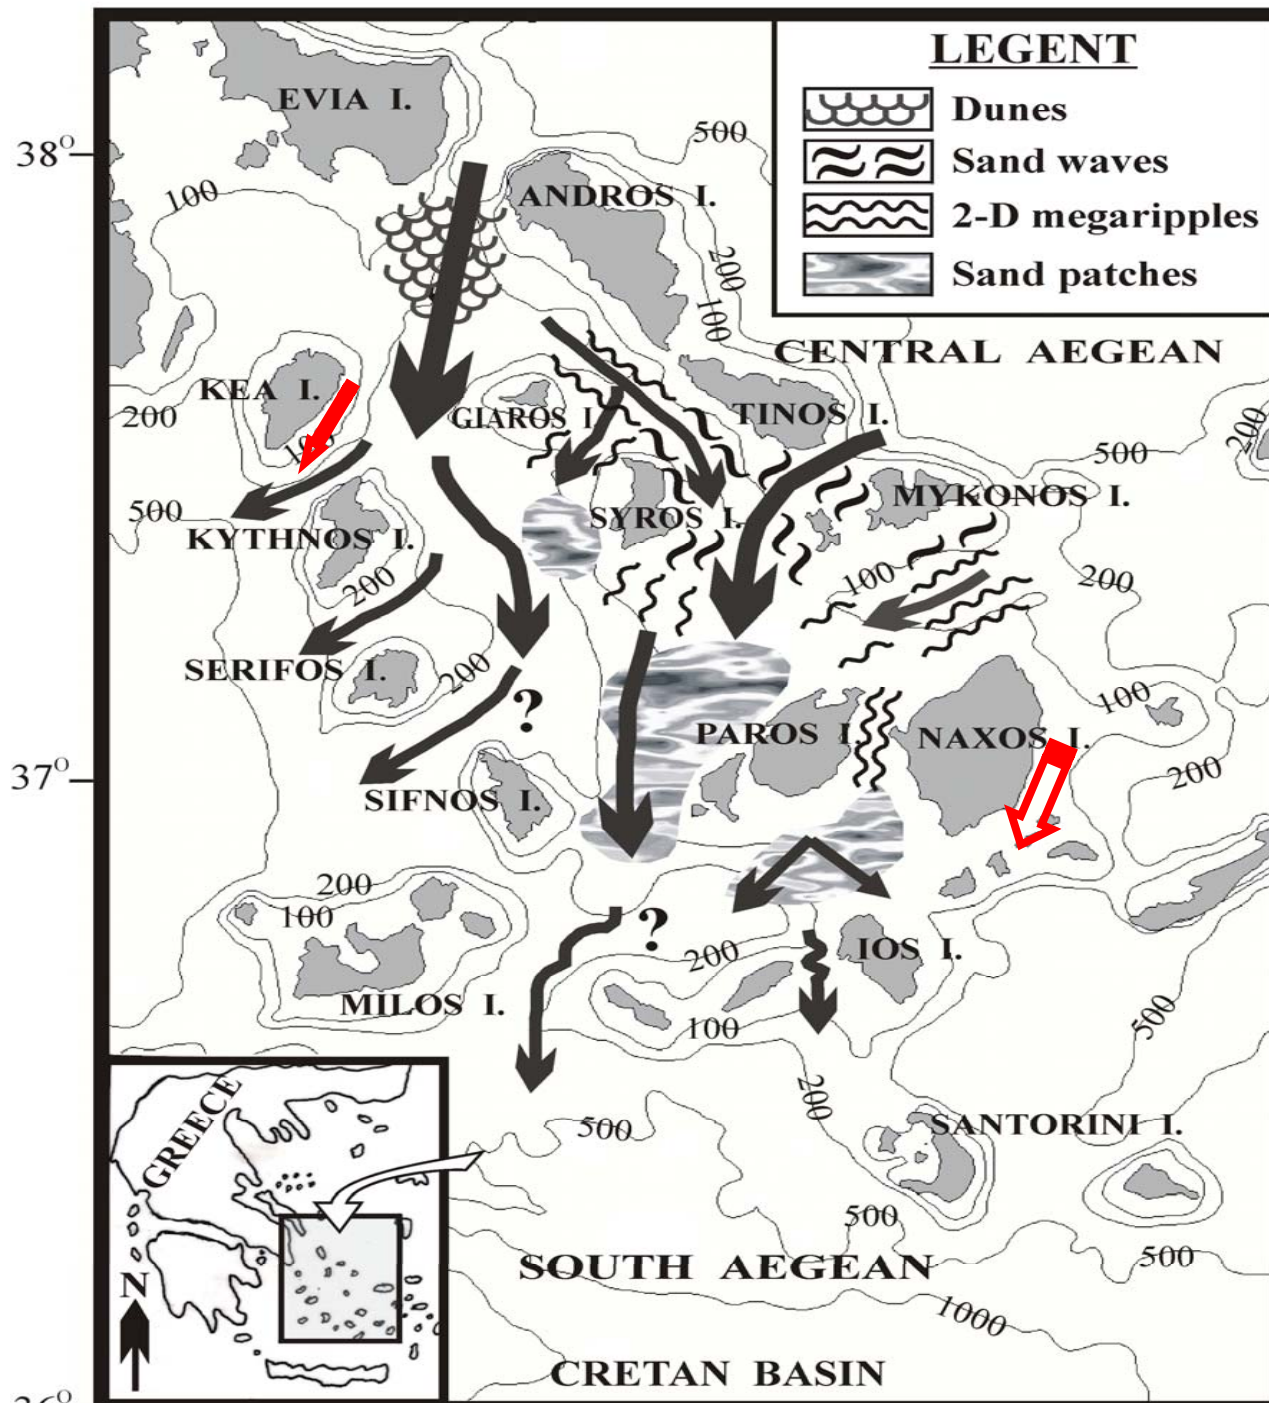 LEGENT
Dunes
Sand waves
2-D megaripples
Sand patches
EVIA I.
500
38°
100
ANDROS I.
200
100
CENTRAL AEGEAN
KEA I.
200
GIAROS I.
TINOS I.
200
100
500
500
MYKONOS I.
KYTHNOS I.
SYROS I.
200
100
200
SERIFOS I.
200
?
100
PAROS I.
NAXOS I.
37°
200
SIFNOS I.
200
100
?
200
IOS I.
MILOS I.
100
500
200
GREECE
500
SANTORINI I.
500
500
SOUTH AEGEAN
N
1000
CRETAN BASIN